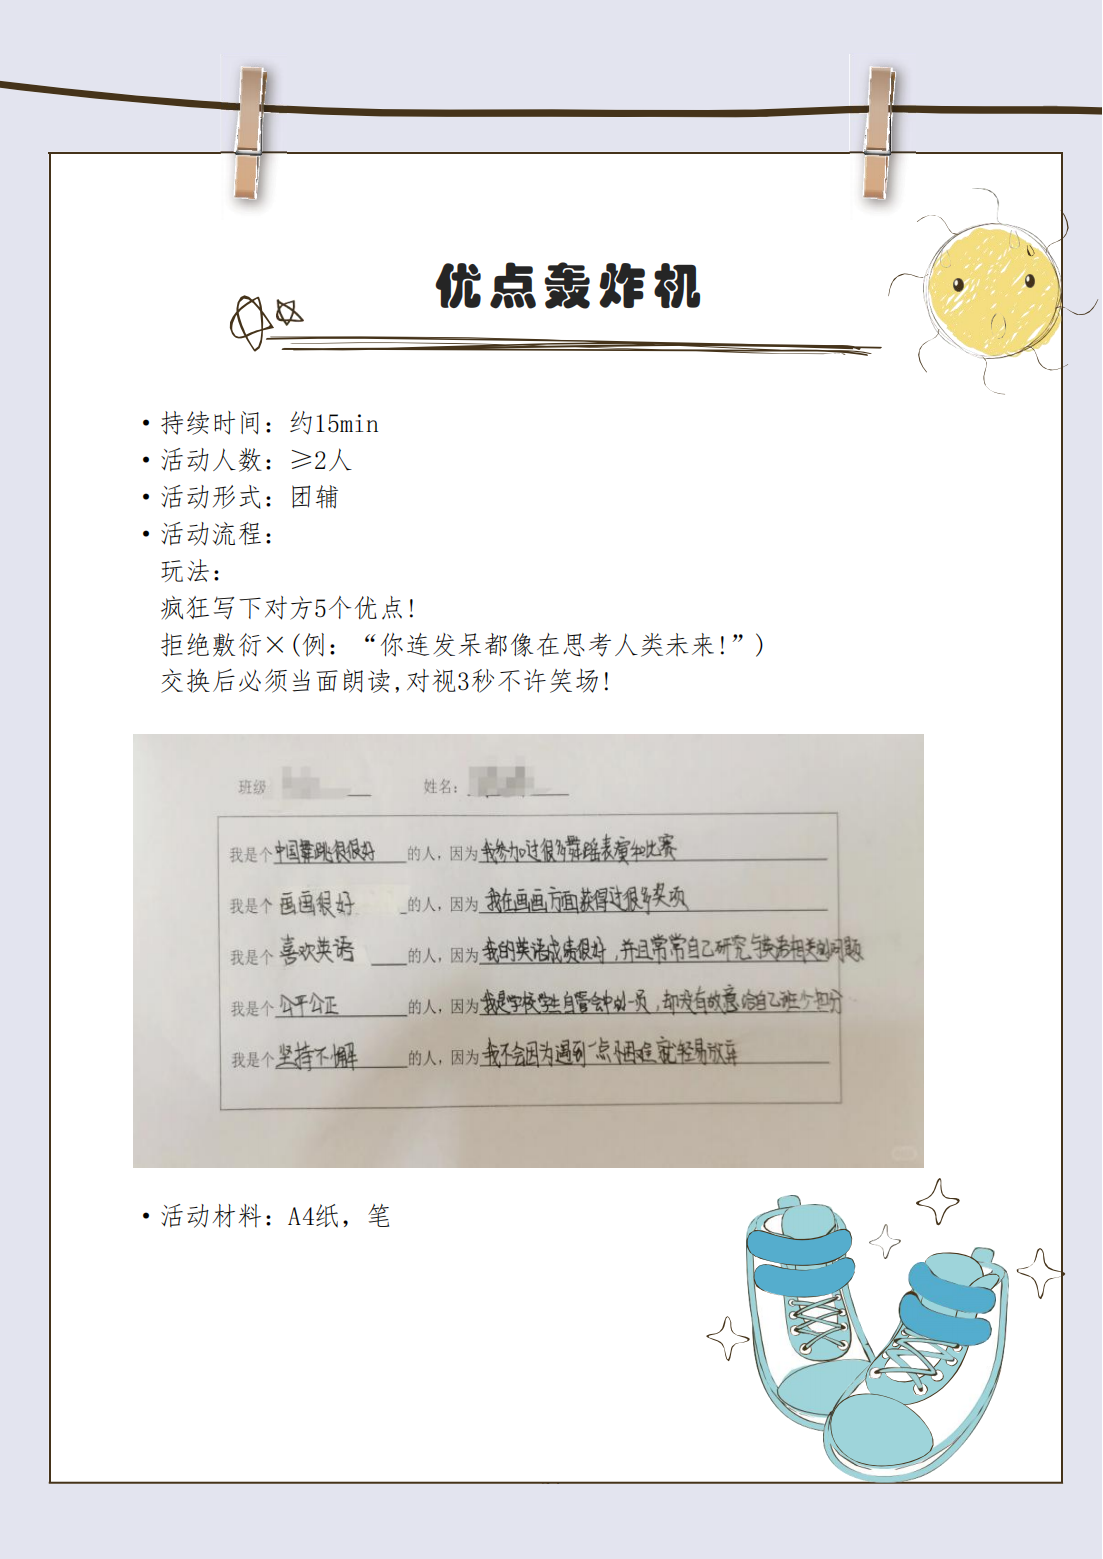 优点轰炸机
•持续时间：约15min
•活动人数：≥2人
•活动形式：团辅
•活动流程：
玩法：
疯狂写下对方5个优点!
拒绝敷衍×(例：“你连发呆都像在思考人类未来!”)
交换后必须当面朗读,对视3秒不许笑场!
班级 姓名：
我是个中国舞跳很很好的人，因为我参加过很多舞蹈表演和比赛
我是个画画很好的人，因为我在画画方面获得过很多奖项
我是个喜欢英语的人，因为我的英语成绩很好，并且常常自己研究与英语相关的问题
我是个公平公正的人，因为我是学校学生自管会中的一员，却没有故意给自己班少扣分
我是个坚持不懈的人，因为我不会因为遇到一点小困难就轻易放弃
•活动材料：A4纸，笔